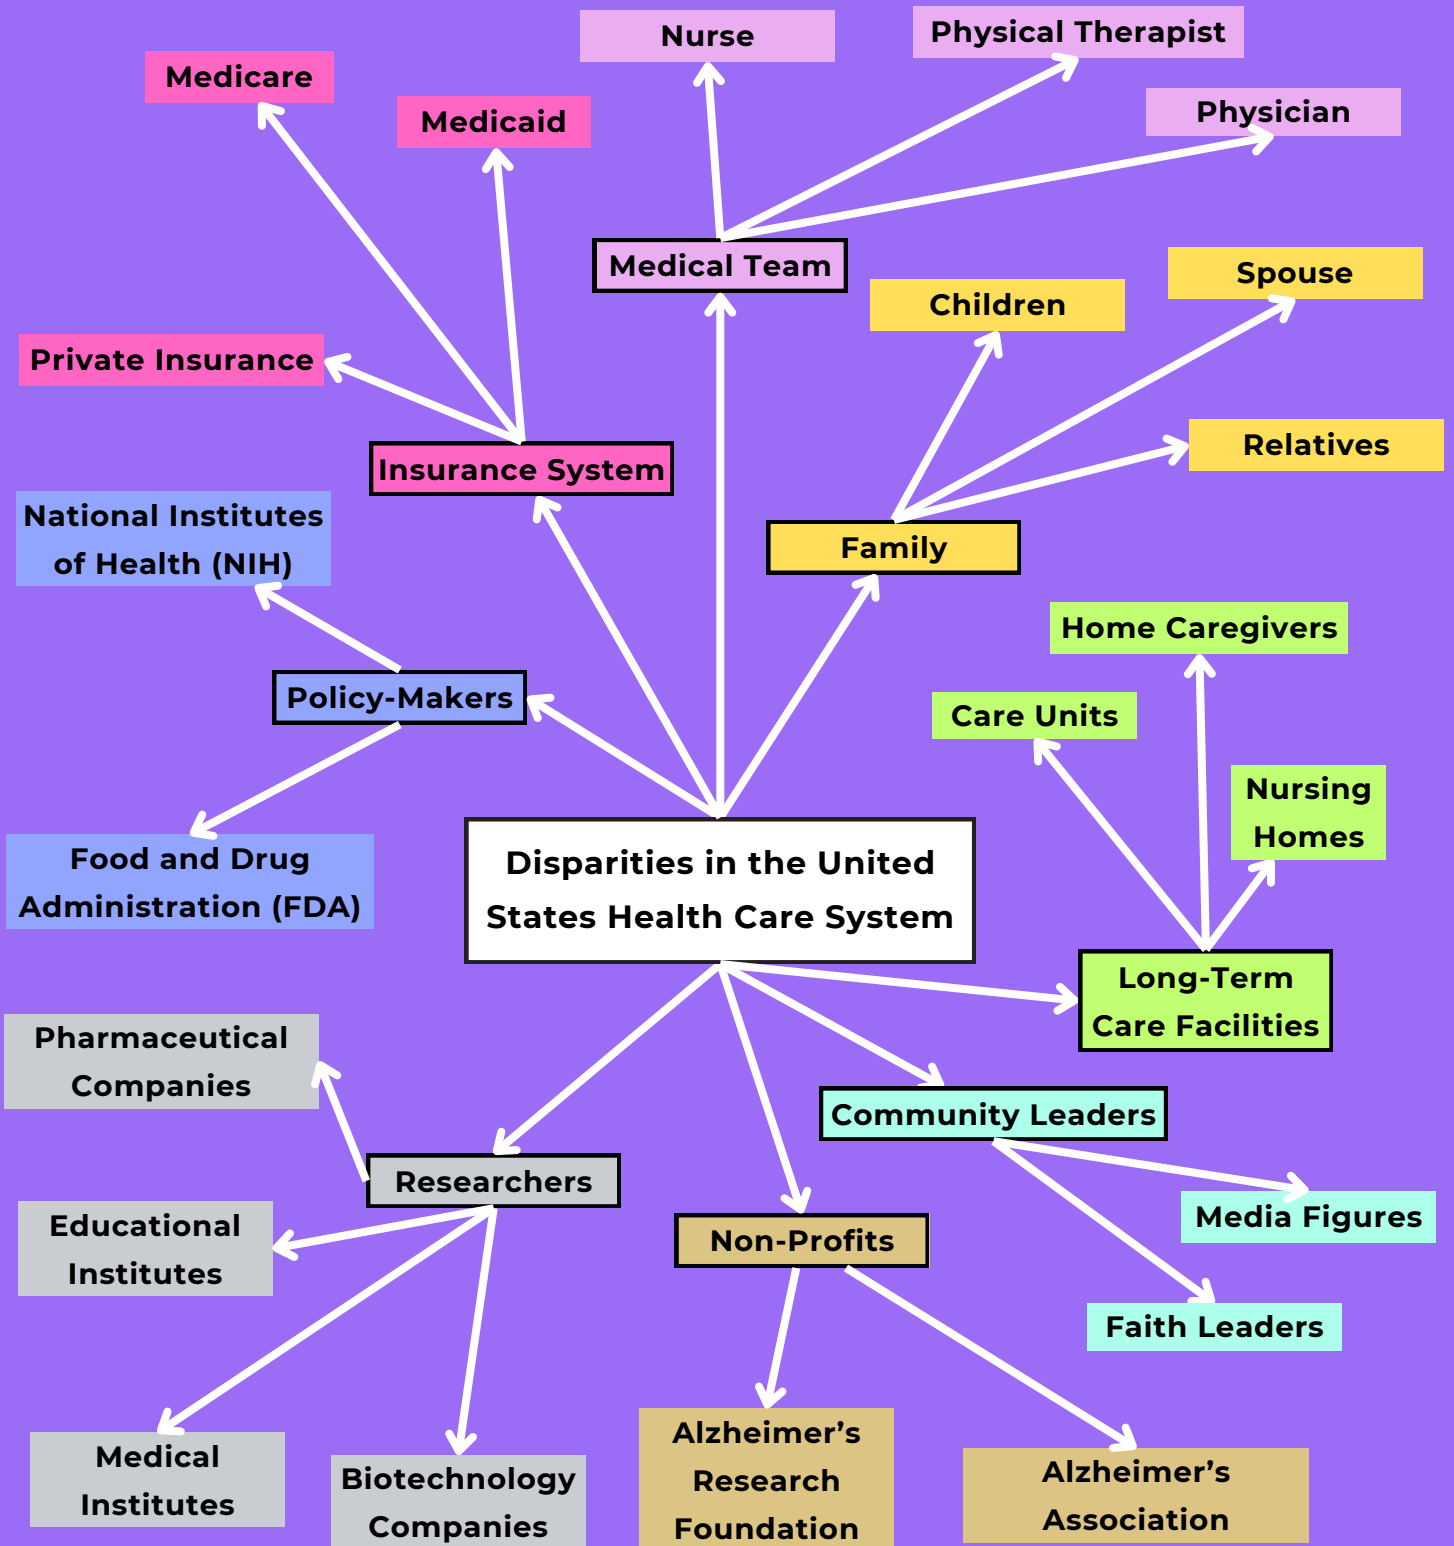 Nurse
Physical Therapist
Medicare
Medicaid
Physician
Medical Team
Spouse
Children
Private Insurance
Relatives
Insurance System
National Institutes
of Health (NIH)
Family
Home Caregivers
Policy-Makers
Care Units
Nursing
Homes
Food and Drug
Administration (FDA)
Disparities in the United
States Health Care System
Long-Term
Care Facilities
Pharmaceutical
Companies
Community Leaders
Researchers
Media Figures
Educational
Institutes
Non-Profits
Faith Leaders
Medical
Institutes
Biotechnology
Companies
Alzheimer’s
Research
Foundation
Alzheimer’s
Association